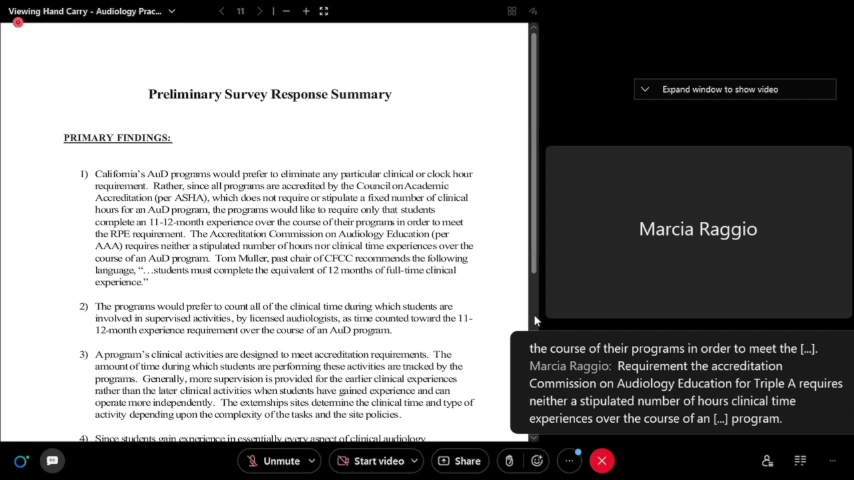 Viewing Hand Carry - Audiology Prac...
11
Expand window to show video
Preliminary Survey Response Summary
PRIMARY FINDINGS:
1) California's AuD programs would prefer to eliminate any particular clinical or clock hour
requirement. Rather, since all programs are accredited by the Council on Academic
Accreditation (per ASHA), which does not require or stipulate a fixed number of clinical
hours for an AuD program, the programs would like to require only that students
complete an 11-12-month experience over the course of their programs in order to meet
the RPE requirement. The Accreditation Commission on Audiology Education (per
AAA) requires neither a stipulated number of hours nor clinical time experiences over the
course of an AuD program. Tom Muller, past chair of CFCC recommends the following
language, "...students must complete the equivalent of 12 months of full-time clinical
experience."
2) The programs would prefer to count all of the clinical time during which students are
involved in supervised activities, by licensed audiologists, as time counted toward the 11-
12-month experience requirement over the course of an AuD program.
3) A program's clinical activities are designed to meet accreditation requirements. The
amount of time during which students are performing these activities are tracked by the
programs. Generally, more supervision is provided for the earlier clinical experiences
rather than the later clinical activities when students have gained experience and can
operate more independently. The externships sites determine the clinical time and type of
activity depending upon the complexity of the tasks and the site policies.
4) Since students gain experience in essentially every aspect of clinical audiology
Marcia Raggio
the course of their programs in order to meet the [...].
Marcia Raggio: Requirement the accreditation
Commission on Audiology Education for Triple A requires
neither a stipulated number of hours clinical time
experiences over the course of an [...] program.
Unmute
Start video
Share